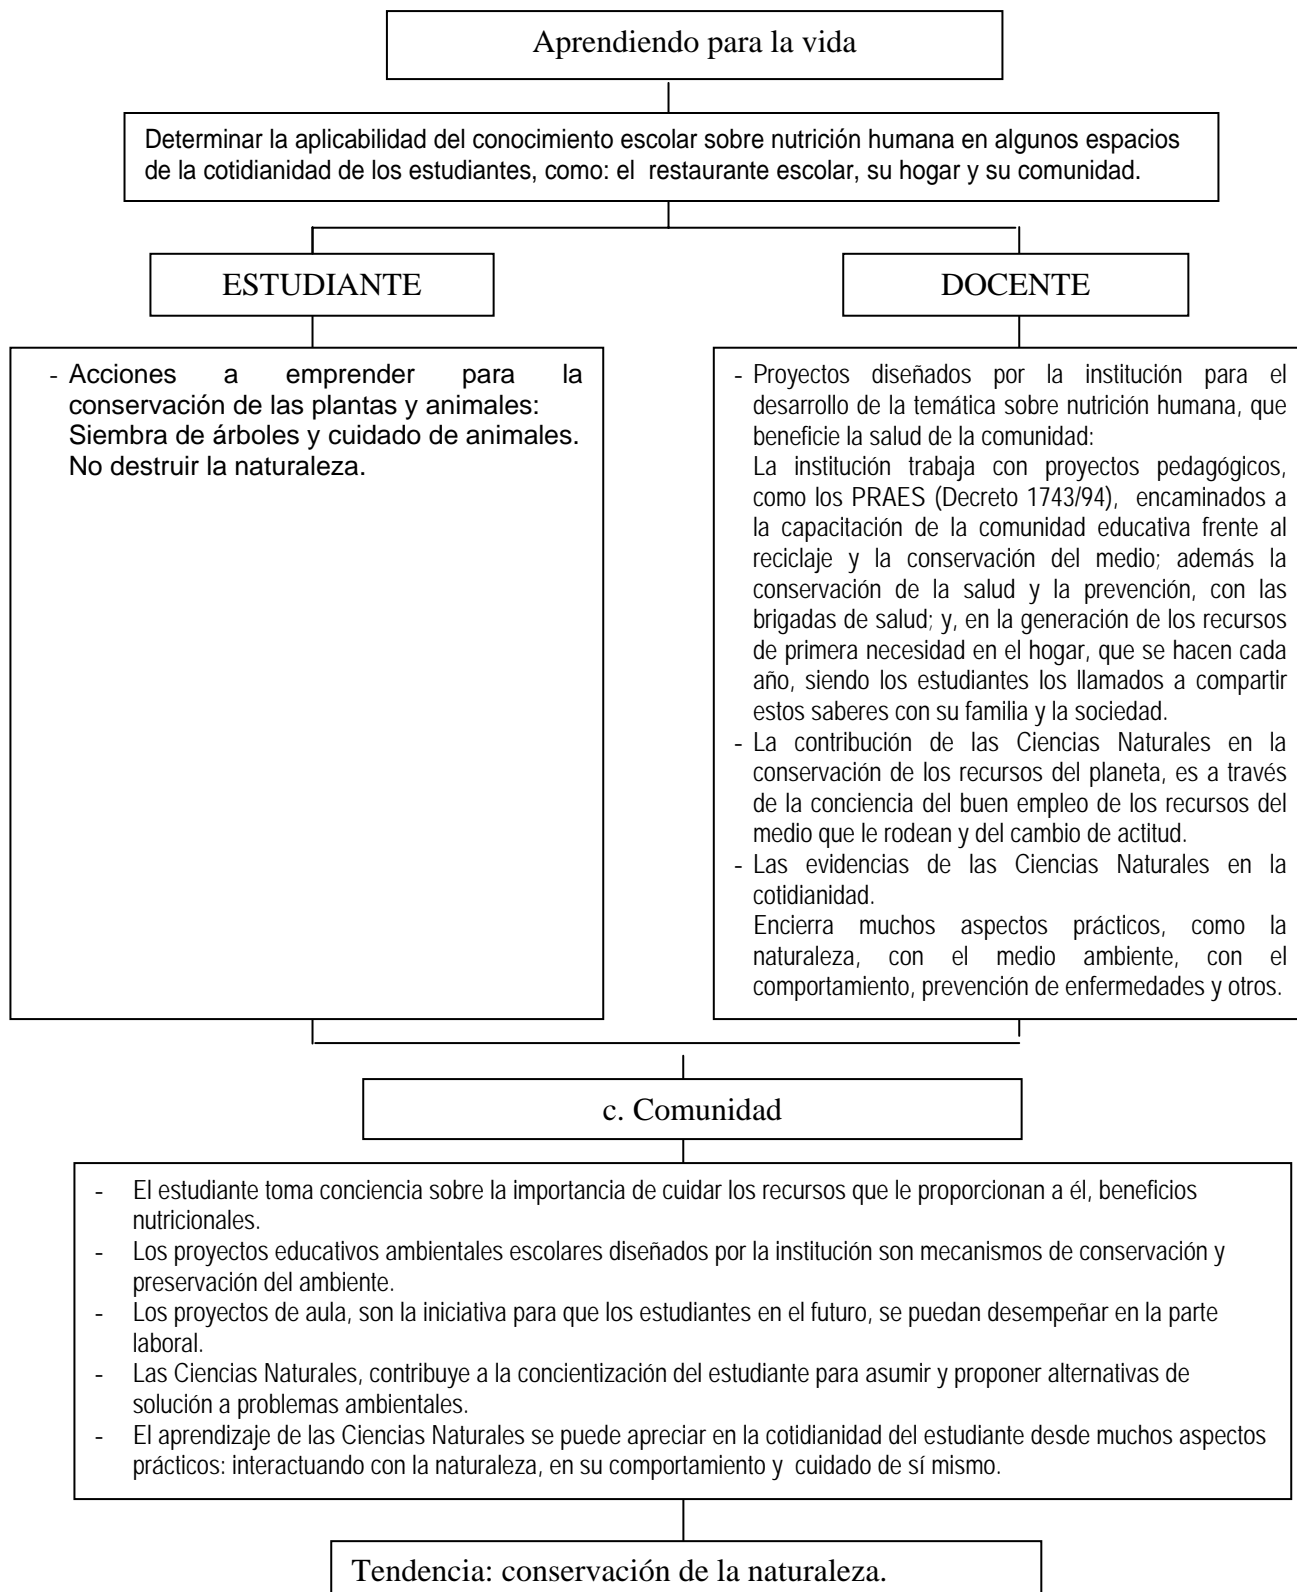 Aprendiendo para la vida
Determinar la aplicabilidad del conocimiento escolar sobre nutrición humana en algunos espacios
de la cotidianidad de los estudiantes, como: el restaurante escolar, su hogar y su comunidad.
ESTUDIANTE
- Acciones a emprender para la
conservación de las plantas y animales:
Siembra de árboles y cuidado de animales.
No destruir la naturaleza.
DOCENTE
- Proyectos diseñados por la institución para el
desarrollo de la temática sobre nutrición humana, que
beneficie la salud de la comunidad:
La institución trabaja con proyectos pedagógicos,
como los PRAES (Decreto 1743/94), encaminados a
la capacitación de la comunidad educativa frente al
reciclaje y la conservación del medio; además la
conservación de la salud y la prevención, con las
brigadas de salud; y, en la generación de los recursos
de primera necesidad en el hogar, que se hacen cada
año, siendo los estudiantes los llamados a compartir
estos saberes con su familia y la sociedad.
- La contribución de las Ciencias Naturales en la
conservación de los recursos del planeta, es a través
de la conciencia del buen empleo de los recursos del
medio que le rodean y del cambio de actitud.
- Las evidencias de las Ciencias Naturales en la
cotidianidad.
Encierra muchos aspectos prácticos, como la
naturaleza, con el medio ambiente, con el
comportamiento, prevención de enfermedades y otros.
c. Comunidad
- El estudiante toma conciencia sobre la importancia de cuidar los recursos que le proporcionan a él, beneficios
nutricionales.
- Los proyectos educativos ambientales escolares diseñados por la institución son mecanismos de conservación y
preservación del ambiente.
- Los proyectos de aula, son la iniciativa para que los estudiantes en el futuro, se puedan desempeñar en la parte
laboral.
- Las Ciencias Naturales, contribuye a la concientización del estudiante para asumir y proponer alternativas de
solución a problemas ambientales.
- El aprendizaje de las Ciencias Naturales se puede apreciar en la cotidianidad del estudiante desde muchos aspectos
prácticos: interactuando con la naturaleza, en su comportamiento y cuidado de sí mismo.
Tendencia: conservación de la naturaleza.